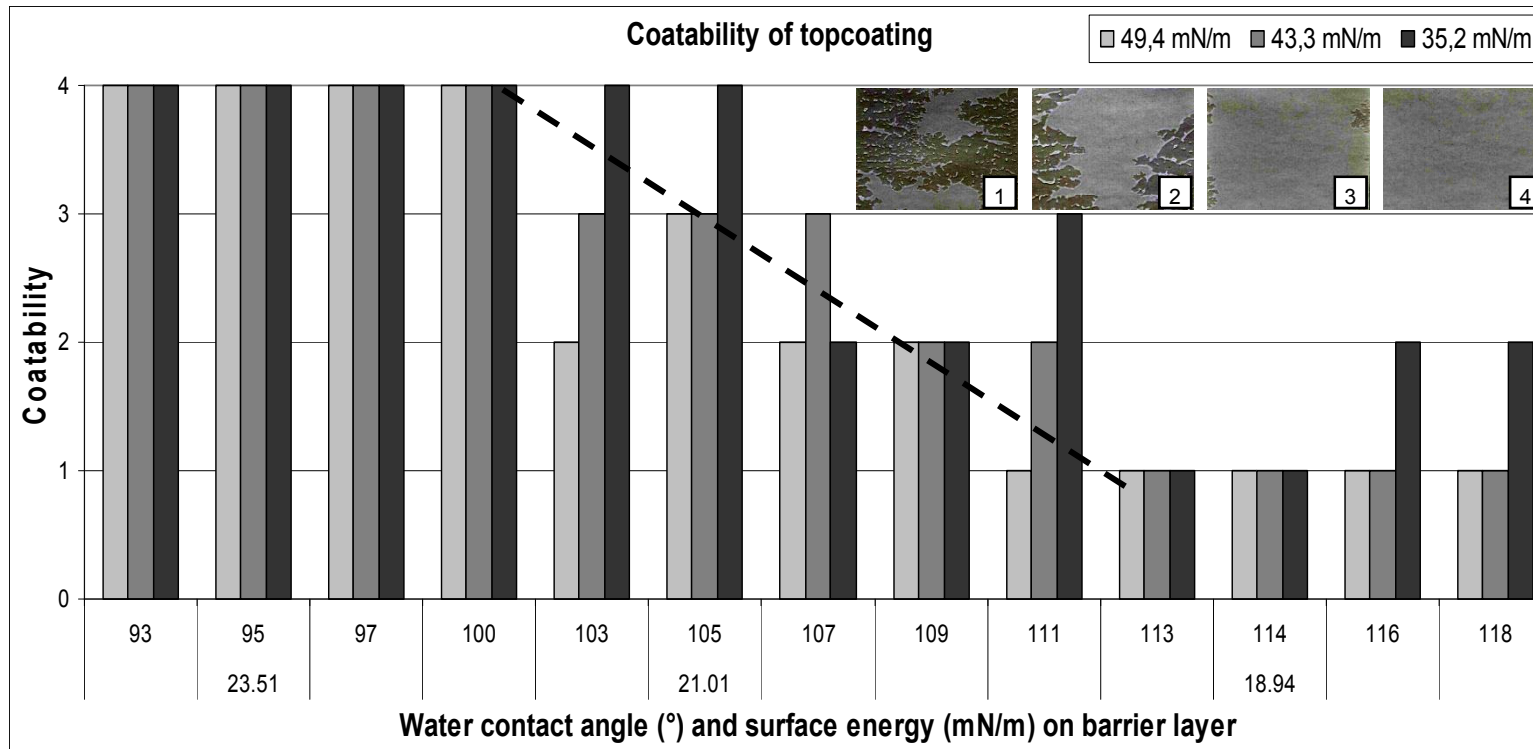 Coatability of topcoating
49,4 mN/m 43,3 mN/m 35,2 mN/m
4
3
2
1
0
Coatability
1 2 3 4
93 95 97 100 103 105 107 109 111 113 114 116 118
23.51 21.01 18.94
Water contact angle (°) and surface energy (mN/m) on barrier layer